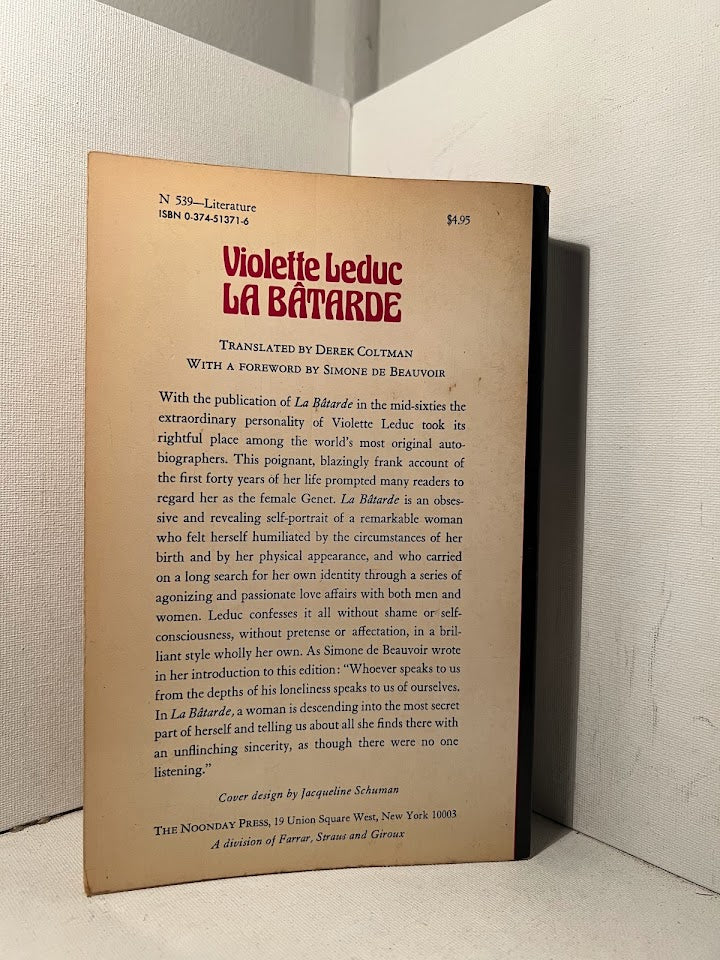 N 539—Literature
ISBN 0-374-51371-6
$4.95
Violette Leduc
LA BÂTARDE
TRANSLATED BY DEREK COLTMAN
WITH A FOREWORD BY SIMONE DE BEAUVOIR
With the publication of La Bâtarde in the mid-sixties the
extraordinary personality of Violette Leduc took its
rightful place among the world's most original auto-
biographers. This poignant, blazingly frank account of
the first forty years of her life prompted many readers to
regard her as the female Genet. La Bâtarde is an obses-
sive and revealing self-portrait of a remarkable woman
who felt herself humiliated by the circumstances of her
birth and by her physical appearance, and who carried
on a long search for her own identity through a series of
agonizing and passionate love affairs with both men and
women. Leduc confesses it all without shame or self-
consciousness, without pretense or affectation, in a bril-
liant style wholly her own. As Simone de Beauvoir wrote
in her introduction to this edition: "Whoever speaks to us
from the depths of his loneliness speaks to us of ourselves.
In La Bâtarde, a woman is descending into the most secret
part of herself and telling us about all she finds there with
an unflinching sincerity, as though there were no one
listening."
Cover design by Jacqueline Schuman
THE NOONDAY PRESS, 19 Union Square West, New York 10003
A division of Farrar, Straus and Giroux